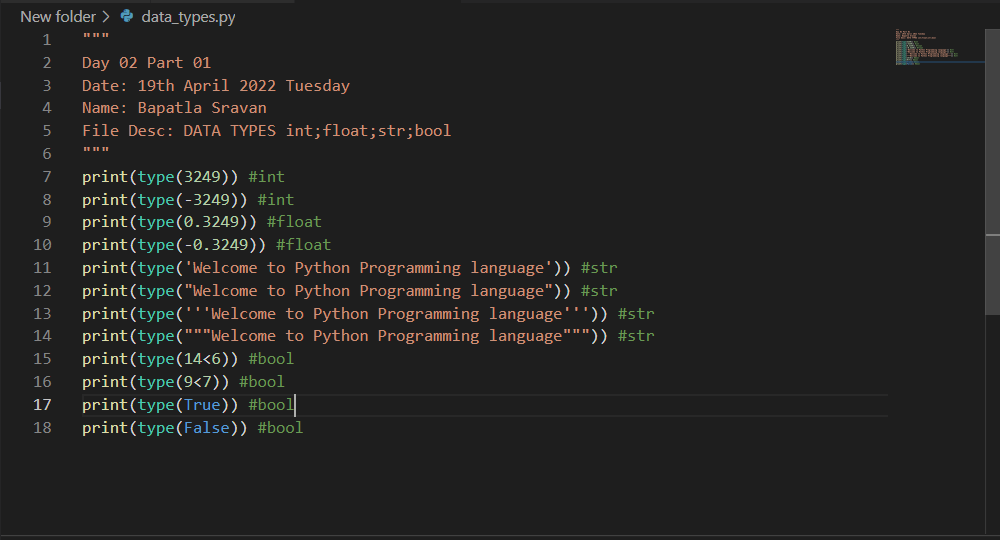 New folder > data_types.py
1 """
2 Day 02 Part 01
3 Date: 19th April 2022 Tuesday
4 Name: Bapatla Sravan
5 File Desc: DATA TYPES int;float;str;bool
6 """
7 print(type(3249)) #int
8 print(type(-3249)) #int
9 print(type(0.3249)) #float
10 print(type(-0.3249)) #float
11 print(type('Welcome to Python Programming language')) #str
12 print(type("Welcome to Python Programming language")) #str
13 print(type('''Welcome to Python Programming language''')) #str
14 print(type("""Welcome to Python Programming language""")) #str
15 print(type(14<6)) #bool
16 print(type(9<7)) #bool
17 print(type(True)) #bool
18 print(type(False)) #bool